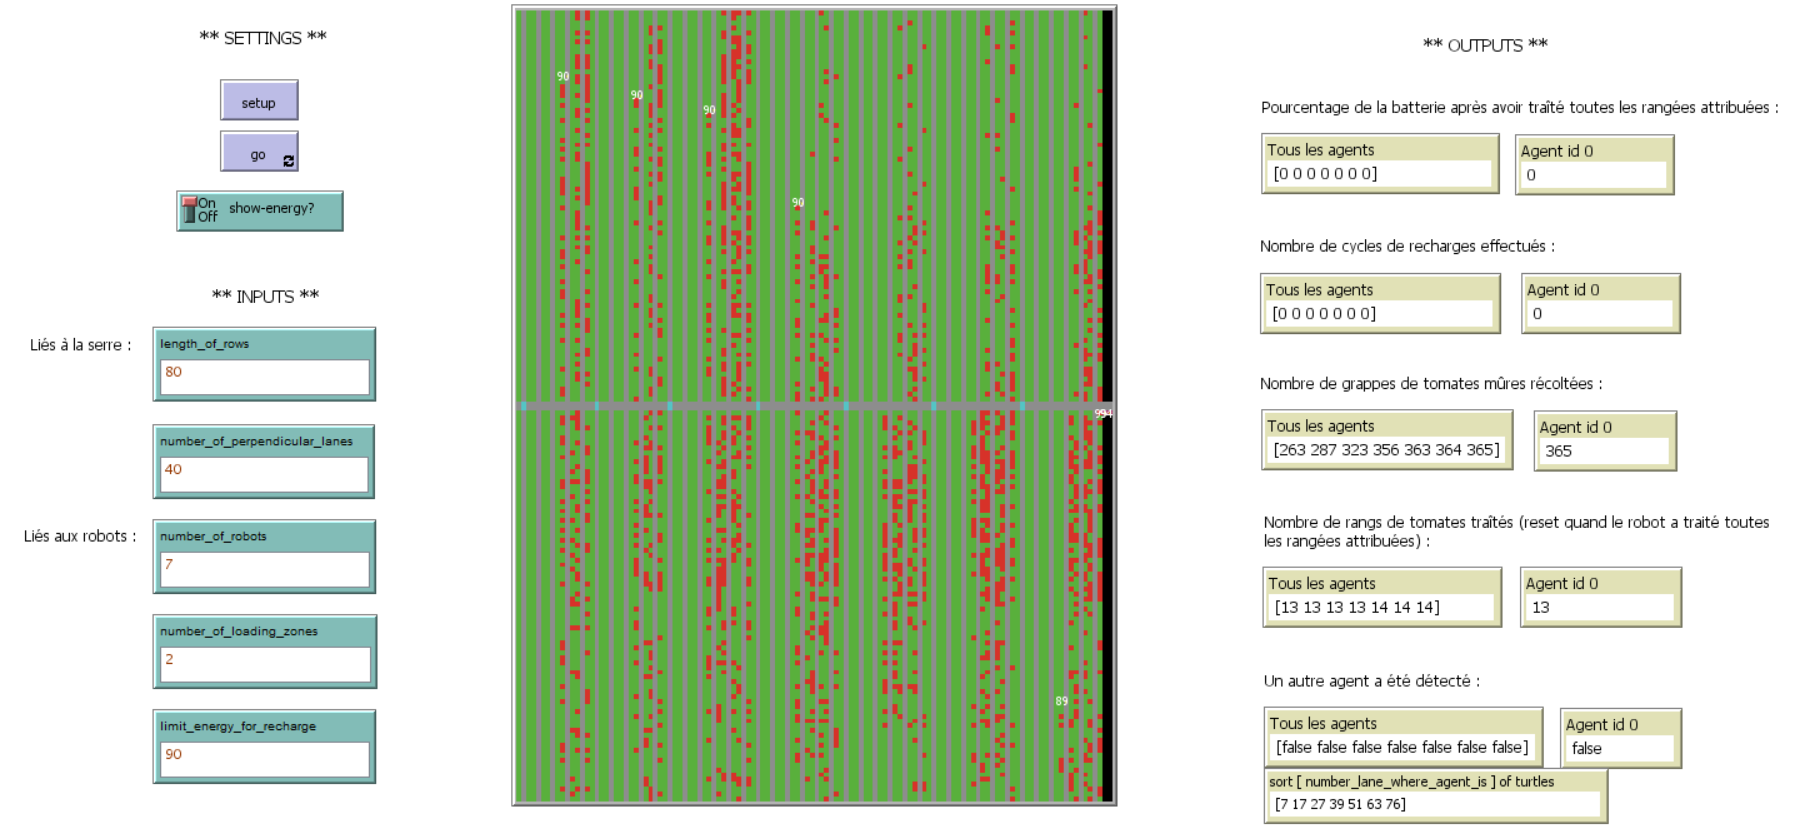 ** SETTINGS **
setup
go
On
Off
show-energy?
** INPUTS **
Liés à la serre :
length_of_rows
80
number_of_perpendicular_lanes
40
Liés aux robots :
number_of_robots
7
number_of_loading_zones
2
limit_energy_for_recharge
90
90
90
90
90
994
89
** OUTPUTS **
Pourcentage de la batterie après avoir traîté toutes les rangées attribuées :
Tous les agents
[0 0 0 0 0 0 0]
Agent id 0
0
Nombre de cycles de recharges effectués :
Tous les agents
[0 0 0 0 0 0 0]
Agent id 0
0
Nombre de grappes de tomates mûres récoltées :
Tous les agents
[263 287 323 356 363 364 365]
Agent id 0
365
Nombre de rangs de tomates traîtés (reset quand le robot a traité toutes
les rangées attribuées) :
Tous les agents
[13 13 13 13 14 14 14]
Agent id 0
13
Un autre agent a été détecté :
Tous les agents
[false false false false false false false]
Agent id 0
false
sort [ number_lane_where_agent_is ] of turtles
[7 17 27 39 51 63 76]